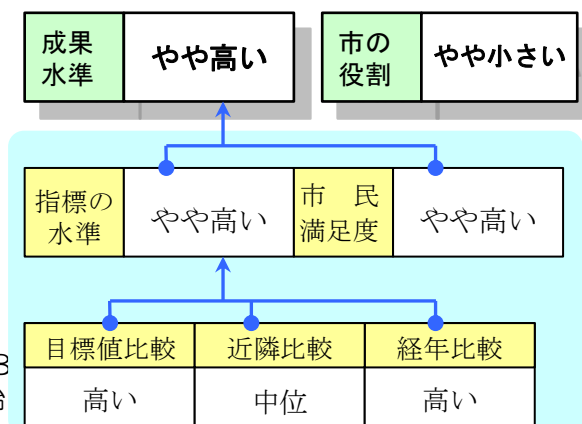 成果
水準
やや高い
市の
役割
やや小さい
指標の
水準
やや高い
市 民
満足度
やや高い
目標値比較
近隣比較
経年比較
高い
中位
高い